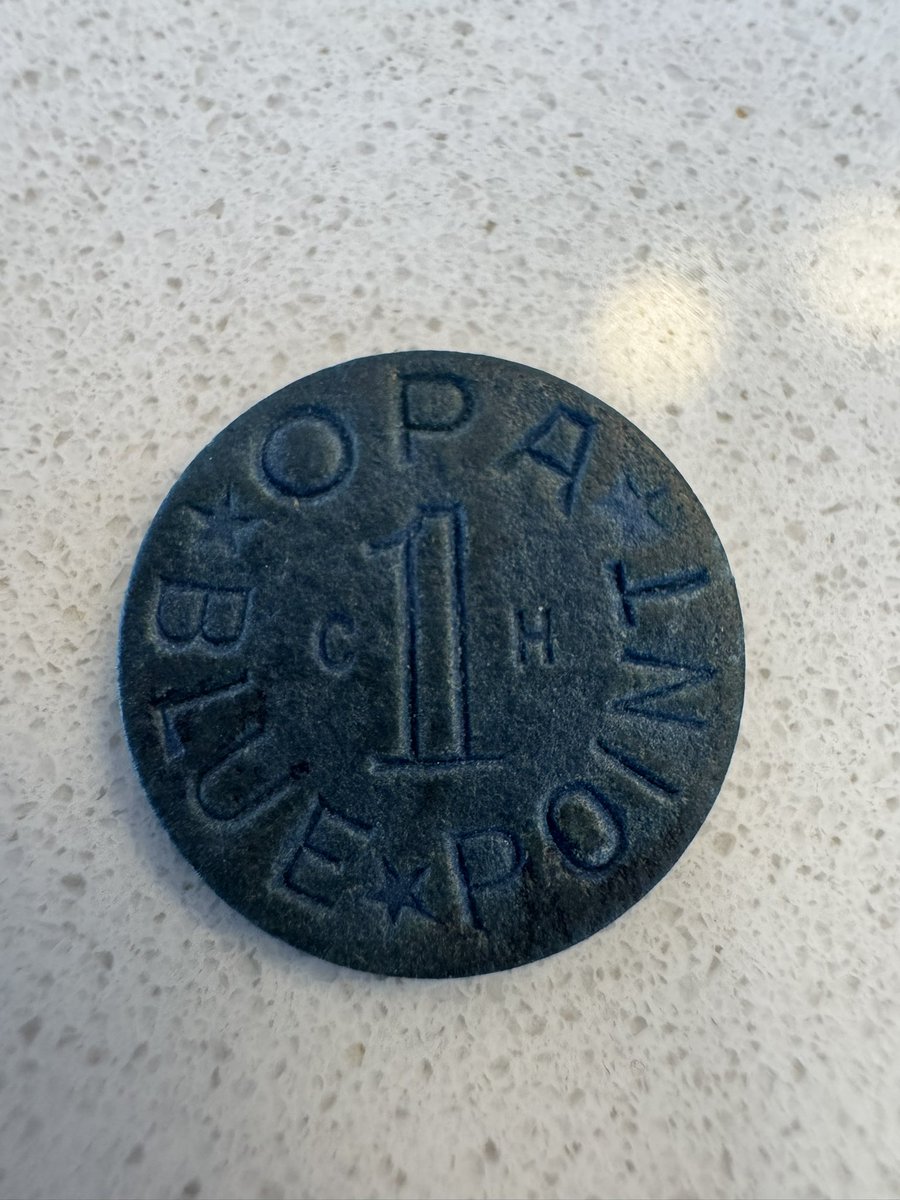 OPA
C 1 H
BLUE ★ POINT